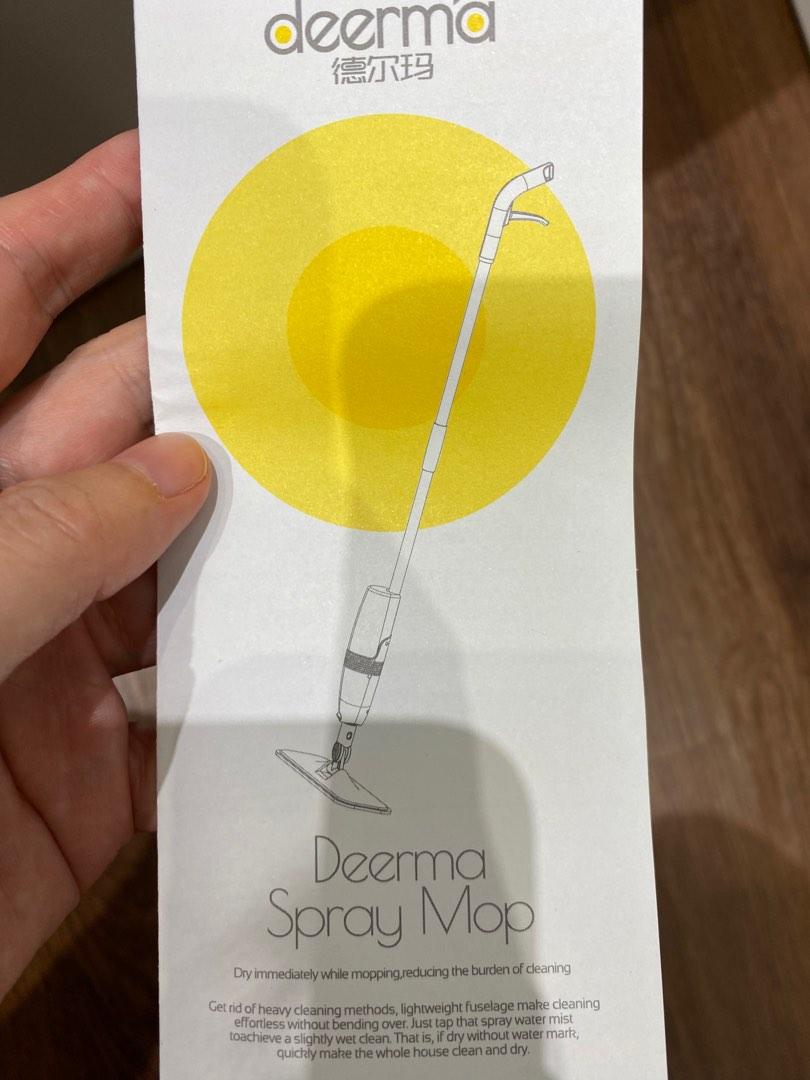 deerma
德尔玛
Deerma
Spray Mop
Dry immediately while mopping,reducing the burden of cleaning
Get rid of heavy cleaning methods, lightweight fuselage make cleaning
effortless without bending over. Just tap that spray water mist
toachieve a slightly wet clean. That is, if dry without water mark,
quickly make the whole house clean and dry.